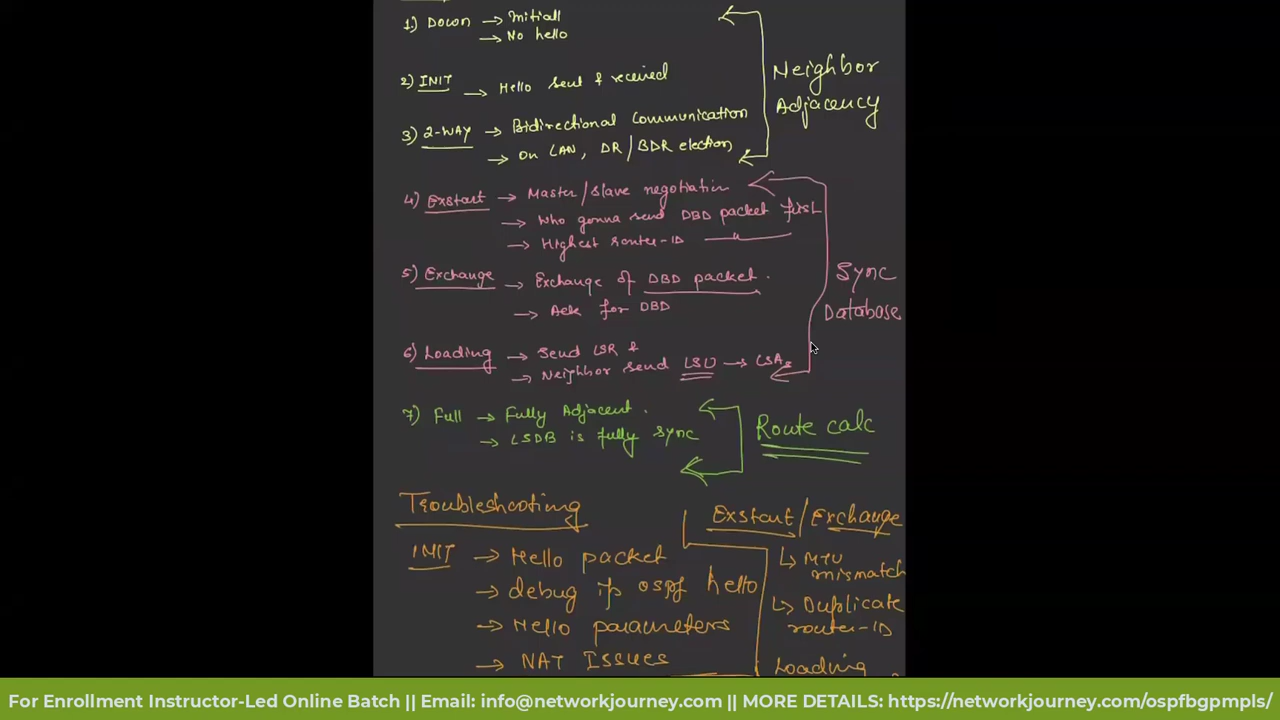 1) Down → Initiall
→ No hello
2) INIT → Hello sent & received
3) 2-WAY → Bidirectional communication
→ On LAN, DR/BDR election
Neighbor
Adjacency
4) Exstart → Master/slave negotiation
→ Who gonna send DBD packet first
→ Highest router-ID
5) Exchange → Exchange of DBD packet.
→ Ack for DBD
6) Loading → Send LSR &
→ Neighbor send LSU → LSAs
Sync
Database
7) Full → Fully Adjacent.
→ LSDB is fully sync
Route calc
Troubleshooting
INIT → Hello packet
→ debug ip ospf hello
→ Hello parameters
→ NAT Issues
Exstart/Exchange
↳ MTU
mismatch
↳ Duplicate
router-ID
Loading
For Enrollment Instructor-Led Online Batch || Email: info@networkjourney.com || MORE DETAILS: https://networkjourney.com/ospfbgpmpls/